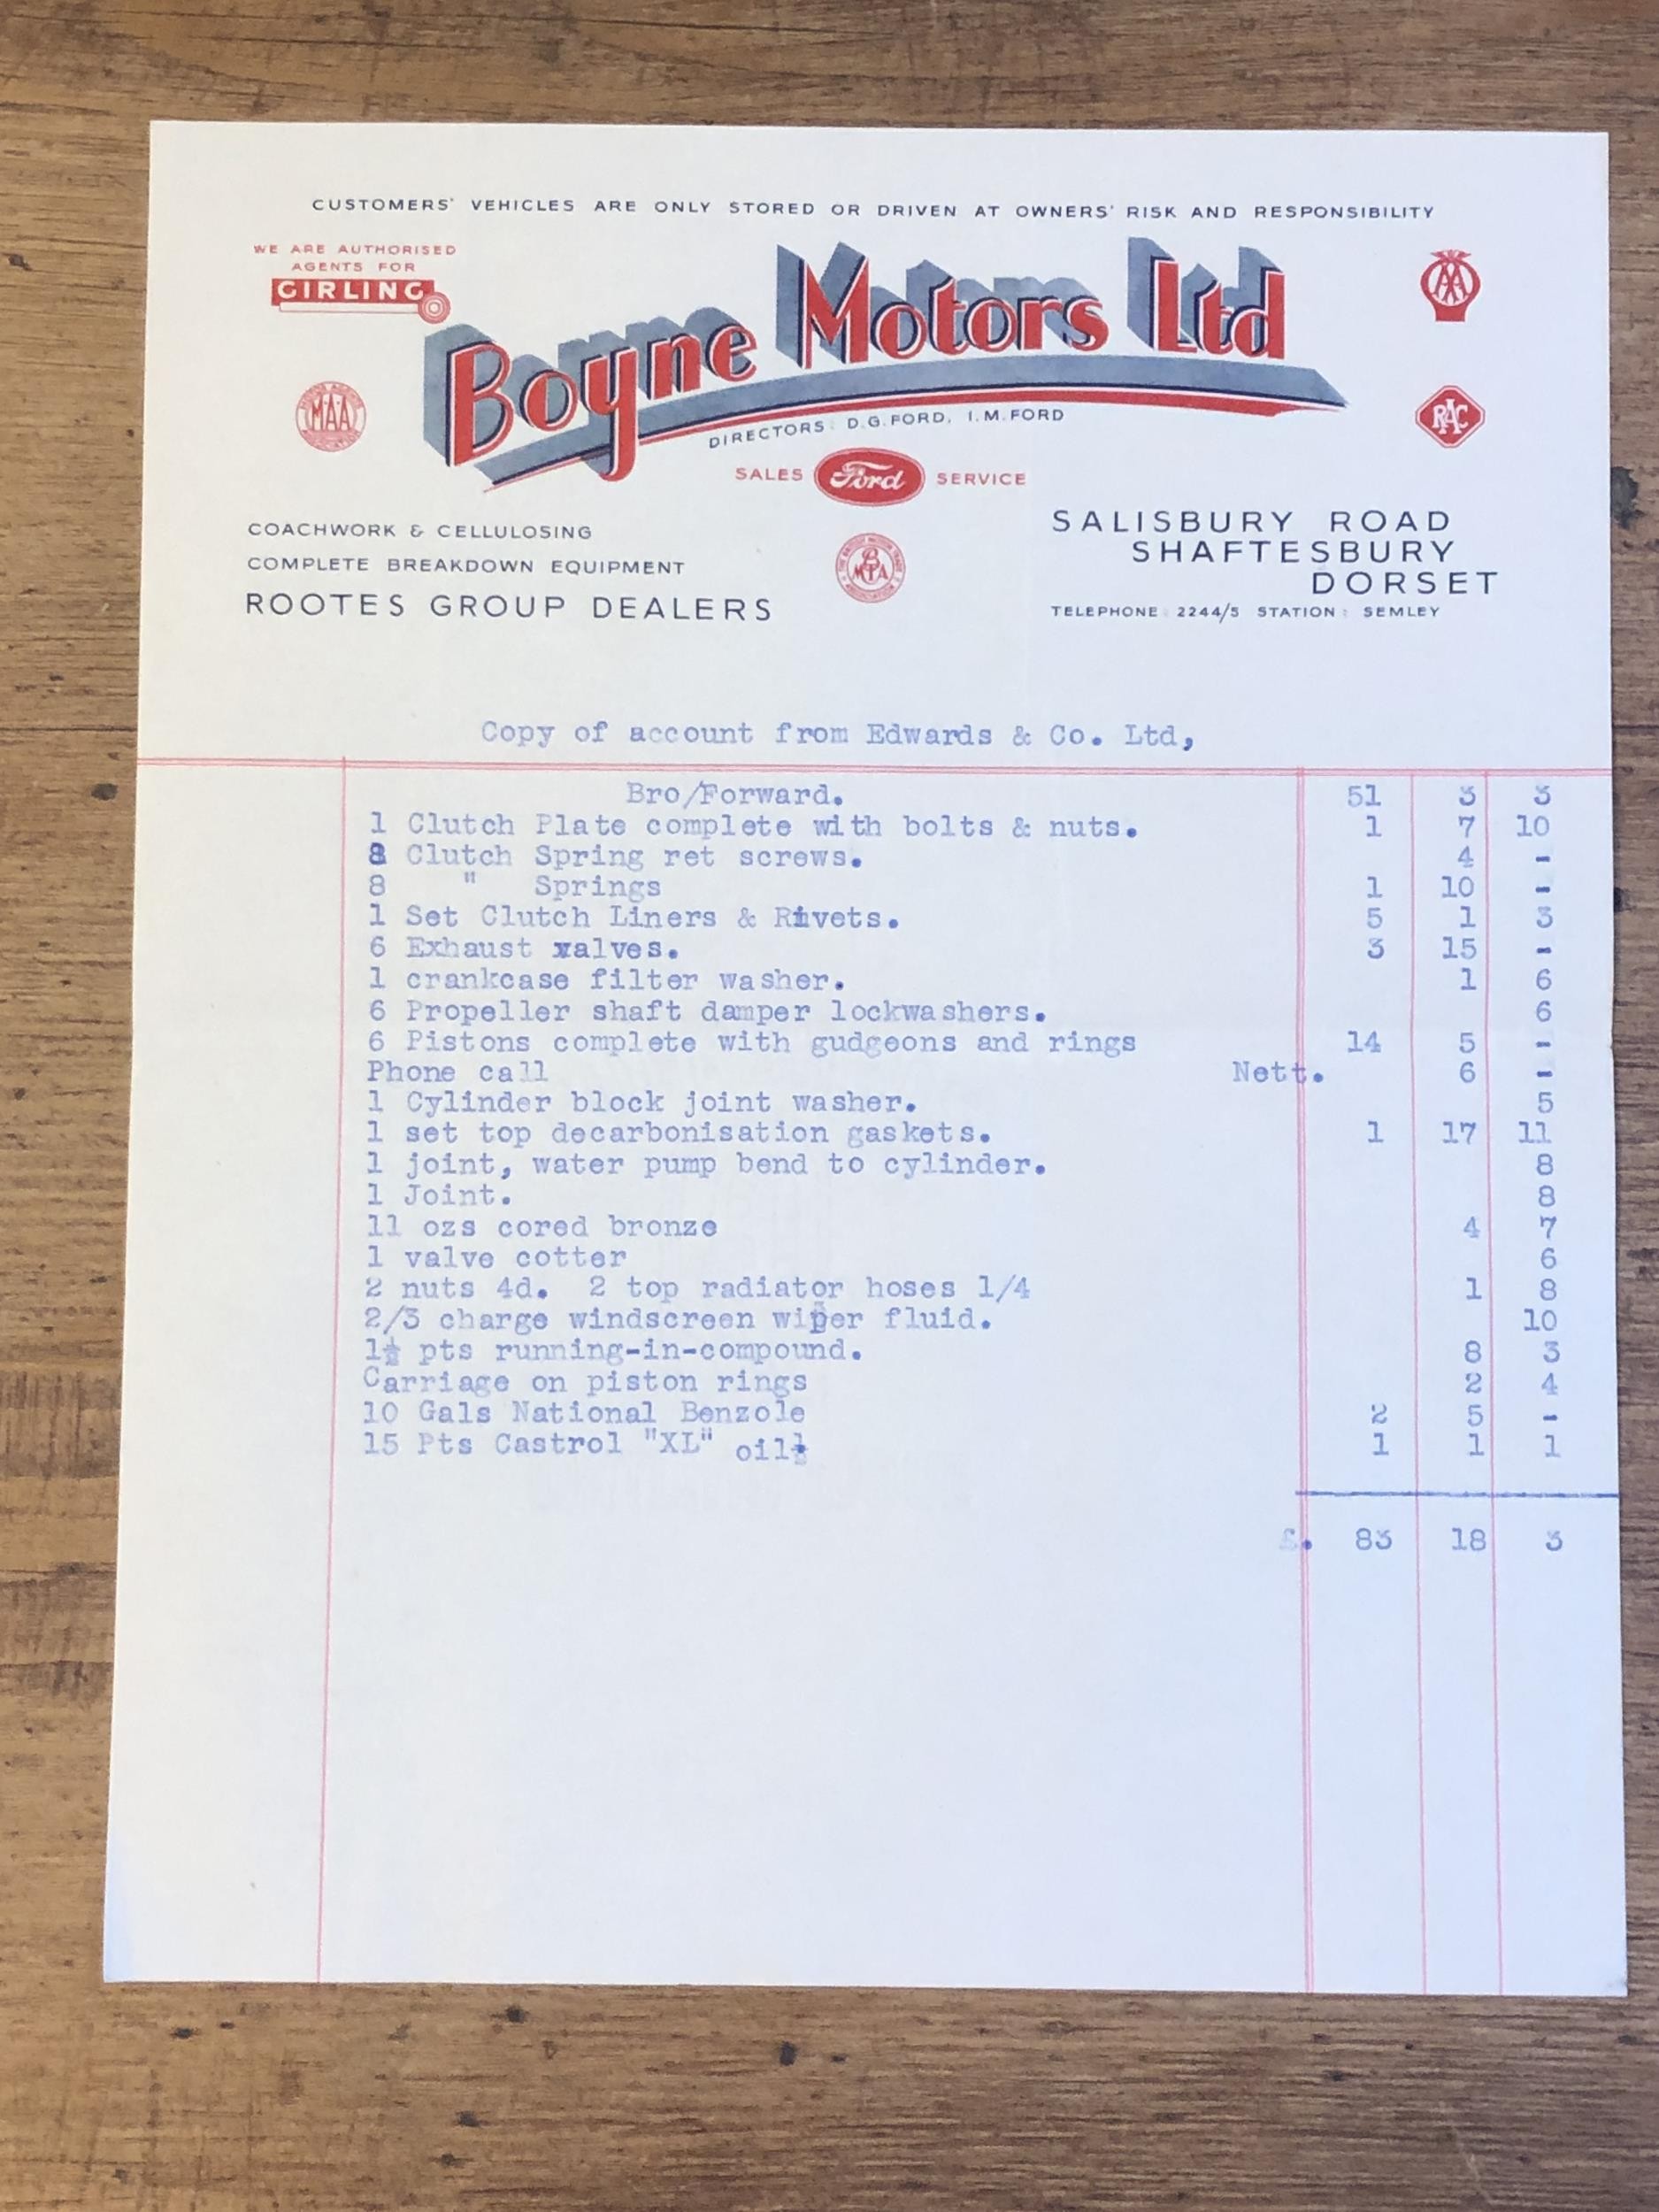 CUSTOMERS' VEHICLES ARE ONLY STORED OR DRIVEN AT OWNERS' RISK AND RESPONSIBILITY
WE ARE AUTHORISED
AGENTS FOR
GIRLING
Boyne Motors Ltd
AA
MAA
RAC
DIRECTORS: D.G. FORD, I.M. FORD
SALES Ford SERVICE
COACHWORK & CELLULOSING
COMPLETE BREAKDOWN EQUIPMENT
ROOTES GROUP DEALERS
BMTA
SALISBURY ROAD
SHAFTESBURY
DORSET
TELEPHONE: 2244/5 STATION: SEMLEY
Copy of account from Edwards & Co. Ltd,
Bro/Forward. 51 3 3
1 Clutch Plate complete with bolts & nuts. 1 7 10
8 Clutch Spring ret screws. 4 -
8 " Springs 1 10 -
1 Set Clutch Liners & Rivets. 5 1 3
6 Exhaust valves. 3 15 -
1 crankcase filter washer. 1 6
6 Propeller shaft damper lockwashers. 6
6 Pistons complete with gudgeons and rings 14 5 -
Phone call Nett. 6 -
1 Cylinder block joint washer. 5
1 set top decarbonisation gaskets. 1 17 11
1 joint, water pump bend to cylinder. 8
1 Joint. 8
11 ozs cored bronze 4 7
1 valve cotter 6
2 nuts 4d. 2 top radiator hoses 1/4 1 8
2/3 charge windscreen wiper fluid. 10
1½ pts running-in-compound. 8 3
Carriage on piston rings 2 4
10 Gals National Benzole 2 5 -
15 Pts Castrol "XL" oil 1 1 1
£. 83 18 3